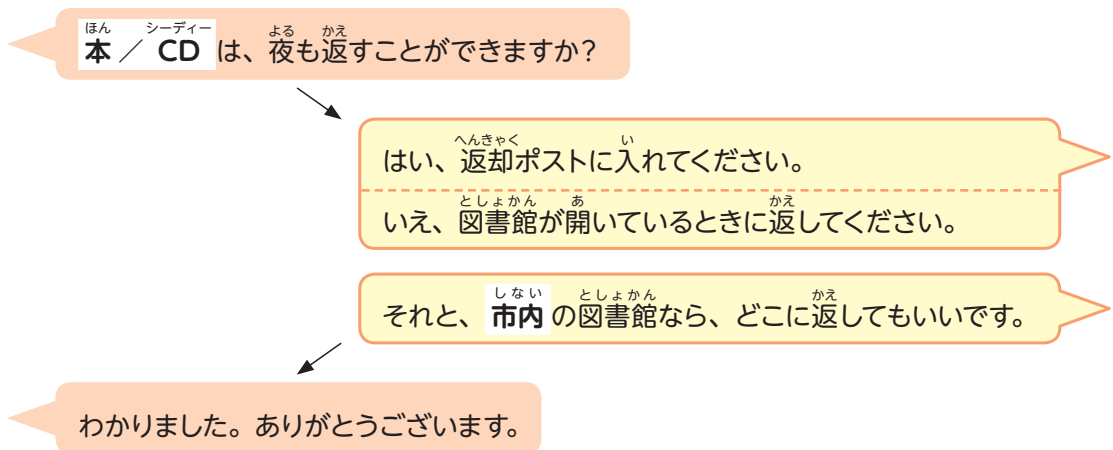 本／CDは、夜も返すことができますか？
はい、返却ポストに入れてください。
いえ、図書館が開いているときに返してください。
それと、市内の図書館なら、どこに返してもいいです。
わかりました。ありがとうございます。